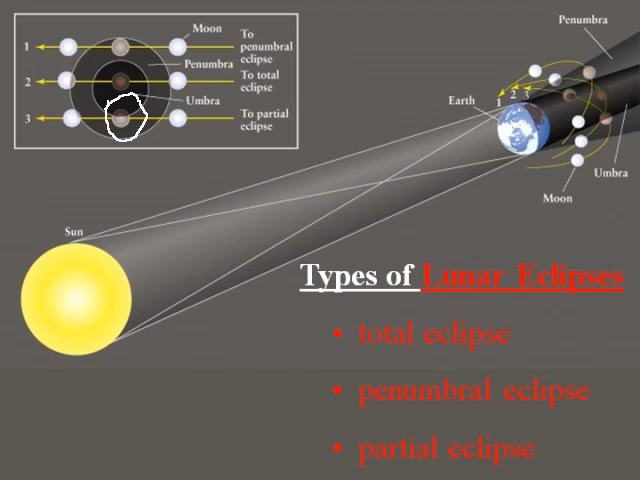 Moon
1
To
penumbral
eclipse
Penumbra
2
To total
eclipse
Umbra
3
To partial
eclipse
Penumbra
1 2 3
Earth
Umbra
Moon
Sun
Types of Lunar Eclipses
• total eclipse
• penumbral eclipse
• partial eclipse